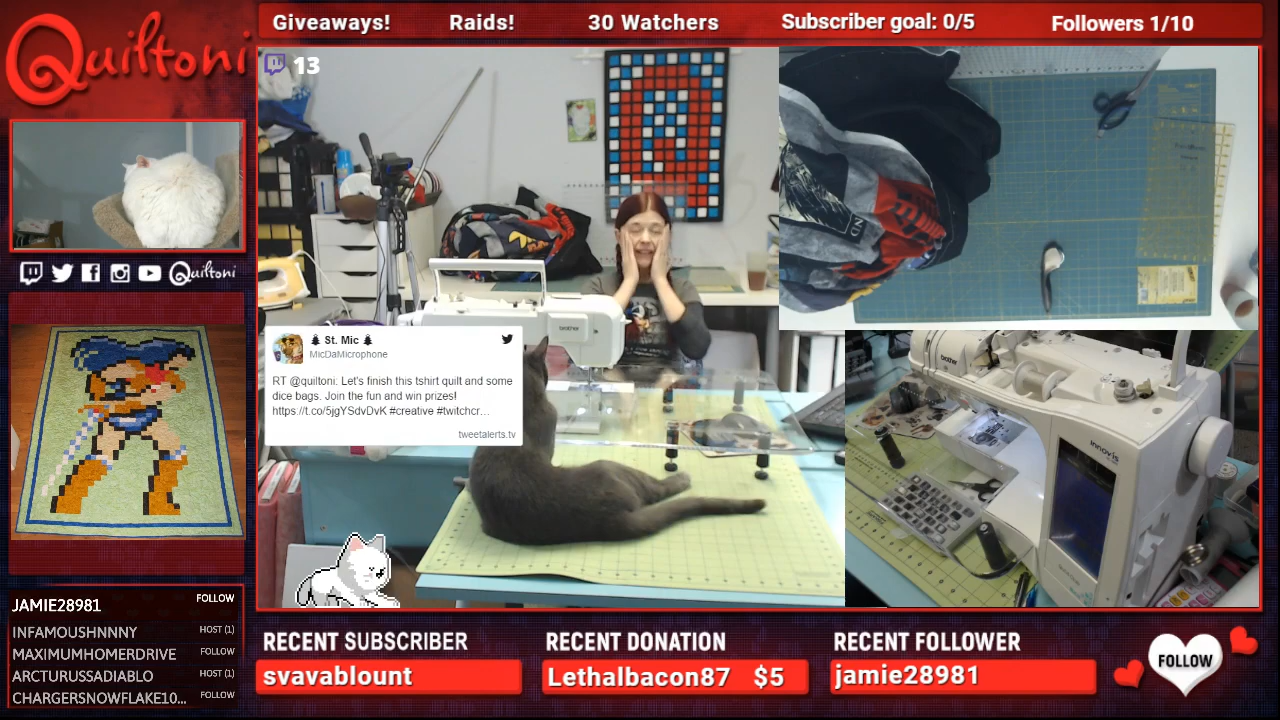 Quiltoni
Giveaways!
Raids!
30 Watchers
Subscriber goal: 0/5
Followers 1/10
13
Quiltoni
St. Mic
MicDaMicrophone
RT @quiltoni: Let's finish this tshirt quilt and some
dice bags. Join the fun and win prizes!
https://t.co/5jgYSdvDvK #creative #twitchcr…
tweetalerts.tv
brother
brother
innovis
JAMIE28981 FOLLOW
INFAMOUSHNNNY HOST (1)
MAXIMUMHOMERDRIVE FOLLOW
ARCTURUSSADIABLO HOST (1)
CHARGERSNOWFLAKE10... FOLLOW
RECENT SUBSCRIBER
svavablount
RECENT DONATION
Lethalbacon87 $5
RECENT FOLLOWER
jamie28981
FOLLOW